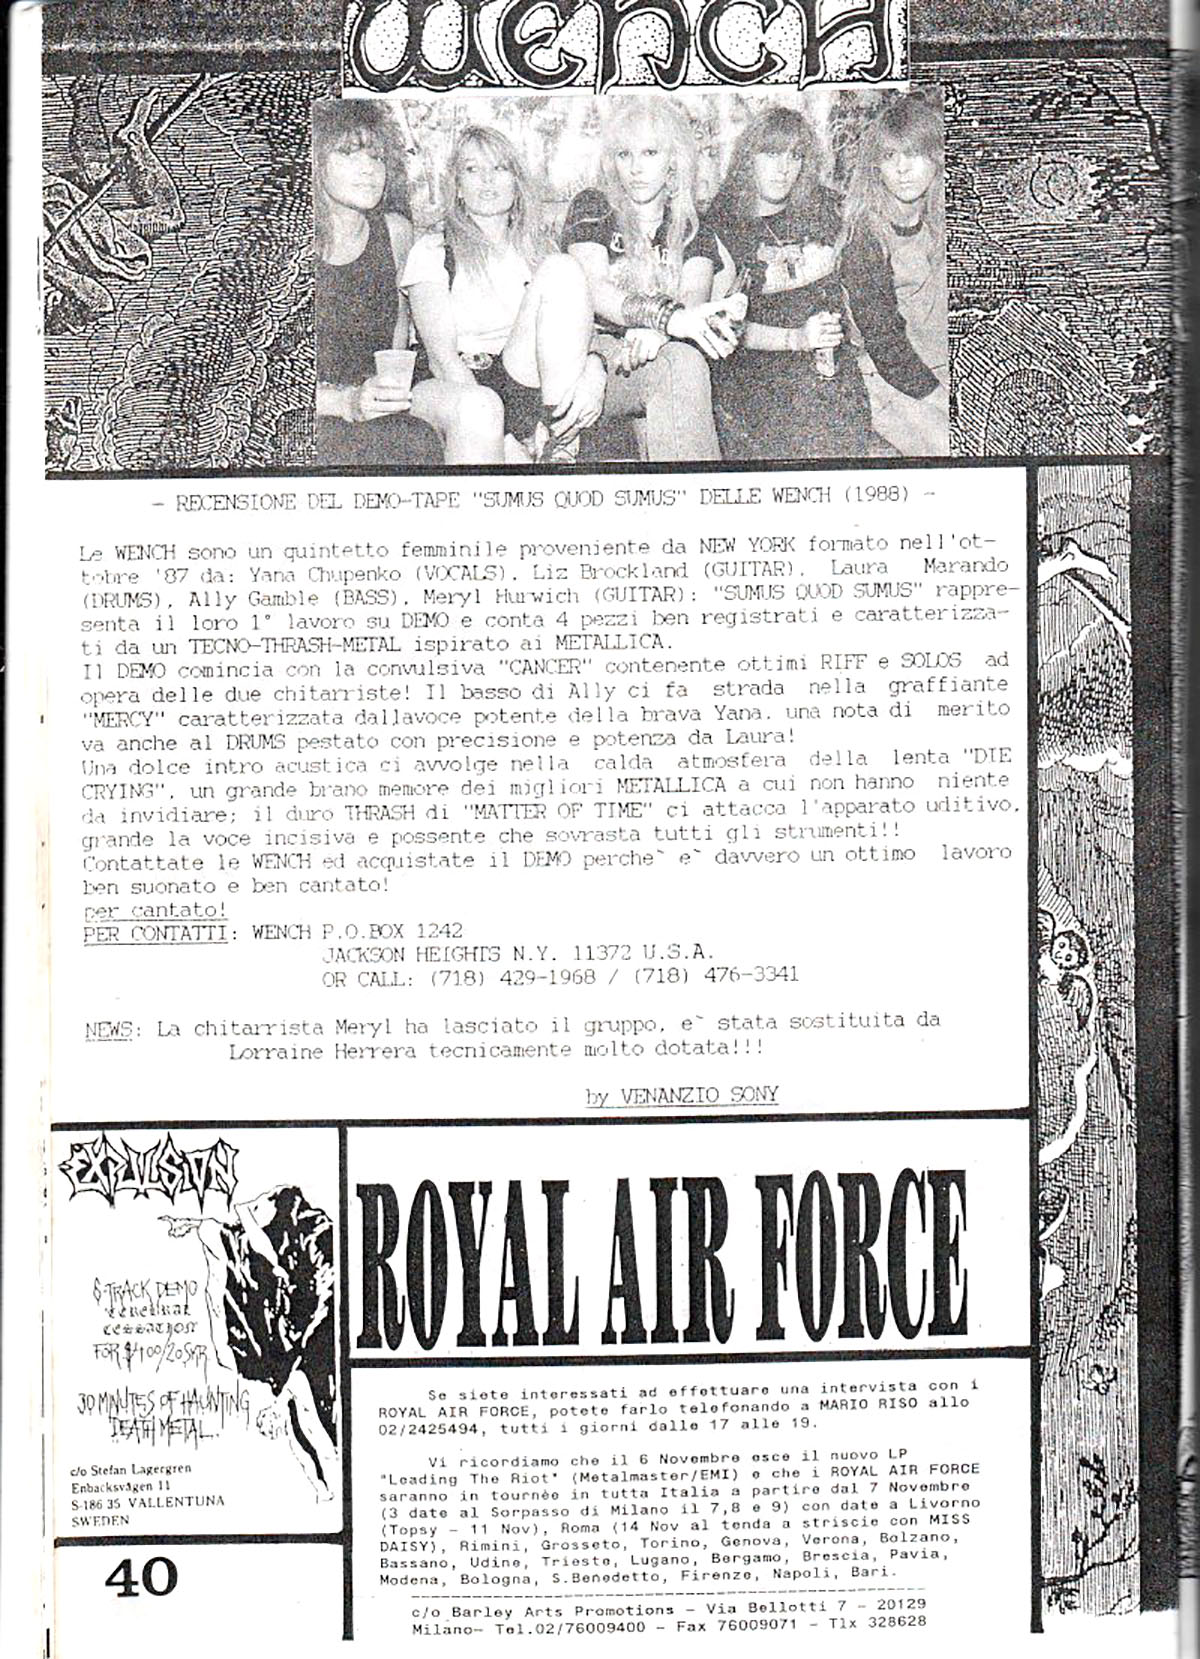 WENCH
- RECENSIONE DEL DEMO-TAPE "SUMUS QUOD SUMUS" DELLE WENCH (1988) -
Le WENCH sono un quintetto femminile proveniente da NEW YORK formato nell'ot-
tobre '87 da: Yana Chupenko (VOCALS), Liz Brockland (GUITAR), Laura Marando
(DRUMS), Ally Gamble (BASS), Meryl Hurwich (GUITAR): "SUMUS QUOD SUMUS" rappre-
senta il loro 1° lavoro su DEMO e conta 4 pezzi ben registrati e caratterizza-
ti da un TECNO-THRASH-METAL ispirato ai METALLICA.
Il DEMO comincia con la convulsiva "CANCER" contenente ottimi RIFF e SOLOS ad
opera delle due chitarriste! Il basso di Ally ci fa strada nella graffiante
"MERCY" caratterizzata dallavoce potente della brava Yana. una nota di merito
va anche al DRUMS pestato con precisione e potenza da Laura!
Una dolce intro acustica ci avvolge nella calda atmosfera della lenta "DIE
CRYING", un grande brano memore dei migliori METALLICA a cui non hanno niente
da invidiare; il duro THRASH di "MATTER OF TIME" ci attacca l'apparato uditivo,
grande la voce incisiva e possente che sovrasta tutti gli strumenti!!
Contattate le WENCH ed acquistate il DEMO perche` e` davvero un ottimo lavoro
ben suonato e ben cantato!
per cantato!
PER CONTATTI: WENCH P.O.BOX 1242
JACKSON HEIGHTS N.Y. 11372 U.S.A.
OR CALL: (718) 429-1968 / (718) 476-3341
NEWS: La chitarrista Meryl ha lasciato il gruppo, e` stata sostituita da
Lorraine Herrera tecnicamente molto dotata!!!
by VENANZIO SONY
EXPULSION
6 TRACK DEMO
CEREBRAL
CESSATION
FOR $4.00/20SKR
30 MINUTES OF HAUNTING
DEATH METAL.
c/o Stefan Lagergren
Enbacksvägen 11
S-186 35 VALLENTUNA
SWEDEN
40
ROYAL AIR FORCE
Se siete interessati ad effettuare una intervista con i
ROYAL AIR FORCE, potete farlo telefonando a MARIO RISO allo
02/2425494, tutti i giorni dalle 17 alle 19.
Vi ricordiamo che il 6 Novembre esce il nuovo LP
"Leading The Riot" (Metalmaster/EMI) e che i ROYAL AIR FORCE
saranno in tournèe in tutta Italia a partire dal 7 Novembre
(3 date al Sorpasso di Milano il 7,8 e 9) con date a Livorno
(Topsy - 11 Nov), Roma (14 Nov al tenda a striscie con MISS
DAISY), Rimini, Grosseto, Torino, Genova, Verona, Bolzano,
Bassano, Udine, Trieste, Lugano, Bergamo, Brescia, Pavia,
Modena, Bologna, S.Benedetto, Firenze, Napoli, Bari.
c/o Barley Arts Promotions - Via Bellotti 7 - 20129
Milano- Tel.02/76009400 - Fax 76009071 - Tlx 328628